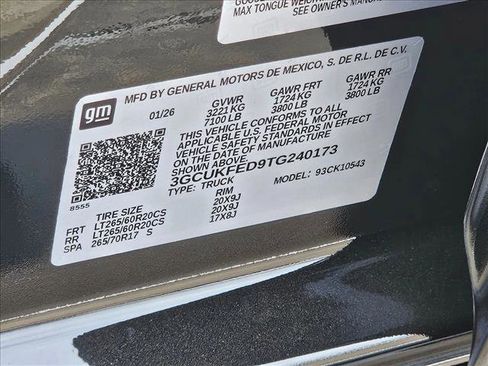 MAX TONGUE WEIGHT
SEE OWNER'S MANUAL
gm
MFD BY GENERAL MOTORS DE MEXICO, S. DE R.L. DE C.V.
01/26 GVWR GAWR FRT GAWR RR
3221 KG 1724 KG 1724 KG
7100 LB 3800 LB 3800 LB
THIS VEHICLE CONFORMS TO ALL
APPLICABLE U.S. FEDERAL MOTOR
VEHICLE SAFETY STANDARDS IN EFFECT
ON THE DATE OF MANUFACTURE
SHOWN ABOVE.
3GCUKFED9TG240173
TYPE: TRUCK MODEL: 93CK10543
8555
TIRE SIZE RIM
FRT LT265/60R20CS 20X9J
RR LT265/60R20CS 20X9J
SPA 265/70R17 S 17X8J